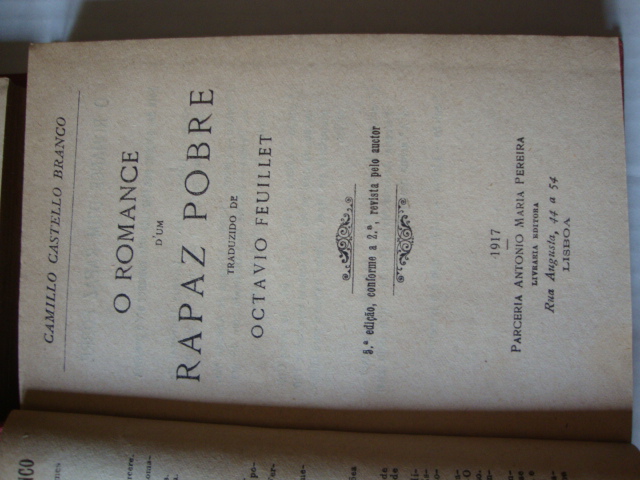 CAMILLO CASTELLO BRANCO
O ROMANCE
D'UM
RAPAZ POBRE
TRADUZIDO DE
OCTAVIO FEUILLET
5.ª edição, conforme a 2.ª, revista pelo auctor
1917
PARCERIA ANTONIO MARIA PEREIRA
LIVRARIA EDITORA
Rua Augusta, 44 a 54
LISBOA